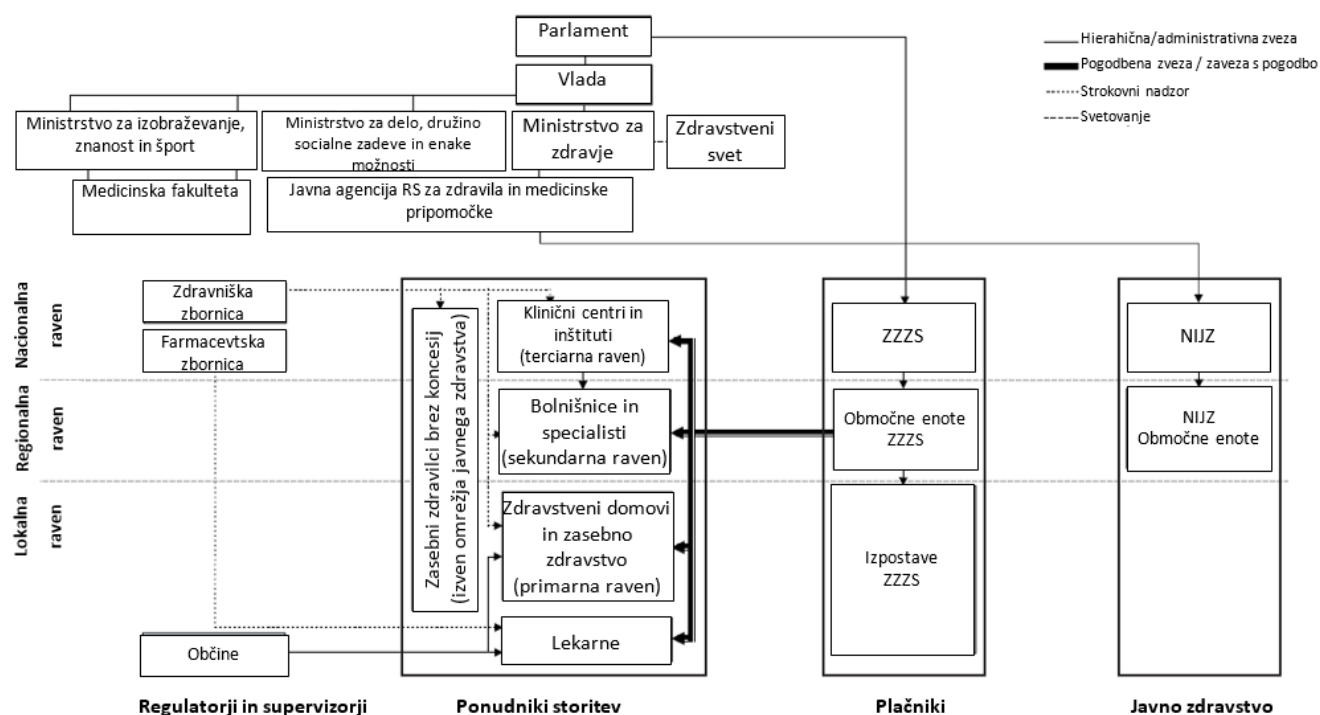 Parlament
Hierahična/administrativna zveza
Pogodbena zveza / zaveza s pogodbo
Strokovni nadzor
Svetovanje
Vlada
Ministrstvo za izobraževanje,
znanost in šport
Ministrstvo za delo, družino
socialne zadeve in enake
možnosti
Ministrstvo za
zdravje
Zdravstveni
svet
Medicinska fakulteta
Javna agencija RS za zdravila in medicinske
pripomočke
Nacionalna
raven
Zdravniška
zbornica
Farmacevtska
zbornica
Zasebni zdravilci brez koncesij
(izven omrežja javnega zdravstva)
Klinični centri in
inštituti
(terciarna raven)
ZZZS
NIJZ
Regionalna
raven
Bolnišnice in
specialisti
(sekundarna raven)
Območne enote
ZZZS
NIJZ
Območne enote
Lokalna
raven
Zdravstveni domovi
in zasebno
zdravstvo
(primarna raven)
Izpostave
ZZZS
Lekarne
Občine
Regulatorji in supervizorji
Ponudniki storitev
Plačniki
Javno zdravstvo